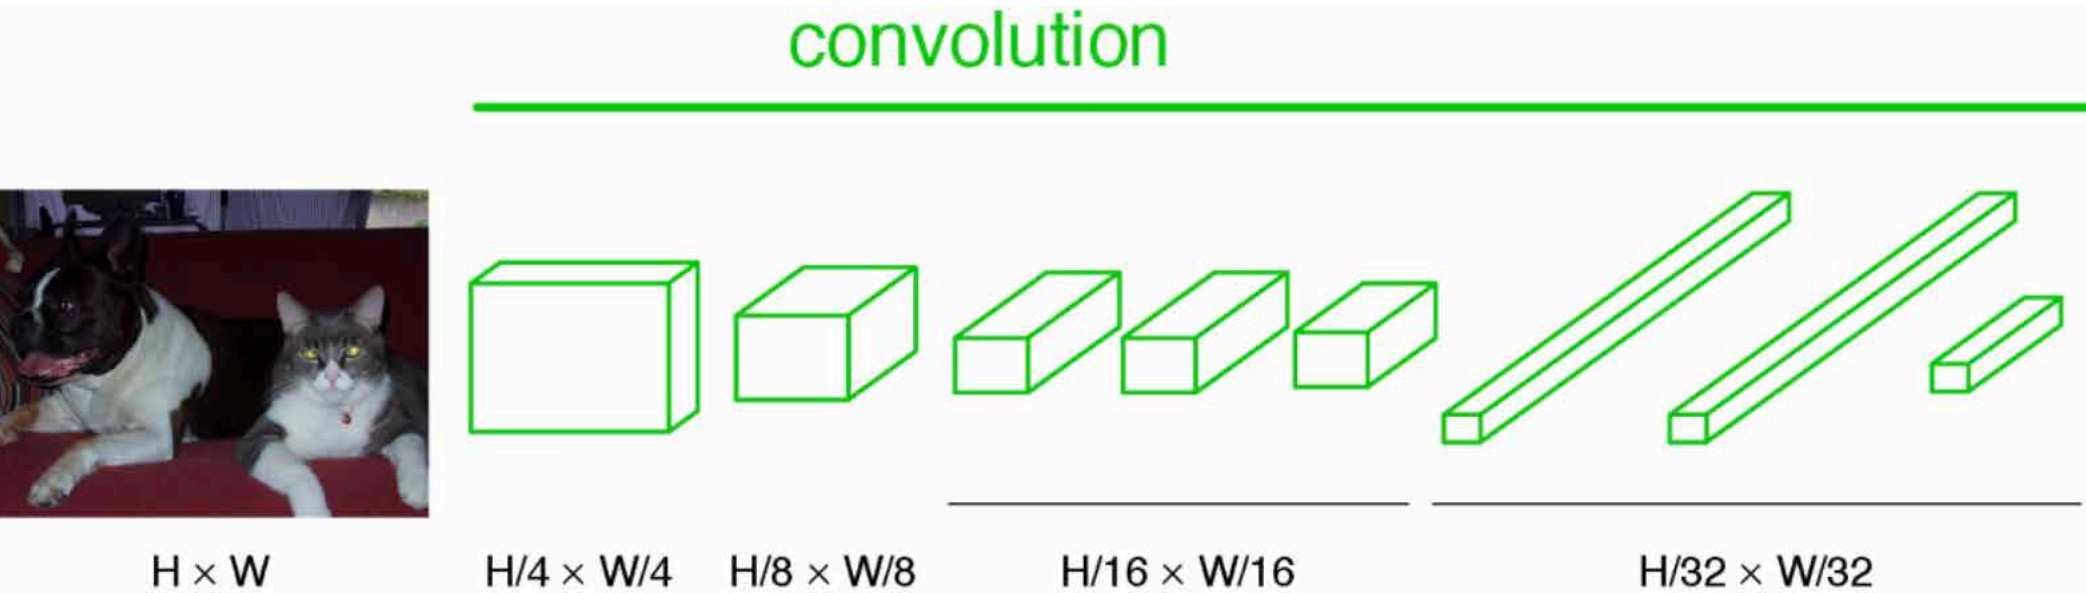 convolution
H × W
H/4 × W/4
H/8 × W/8
H/16 × W/16
H/32 × W/32